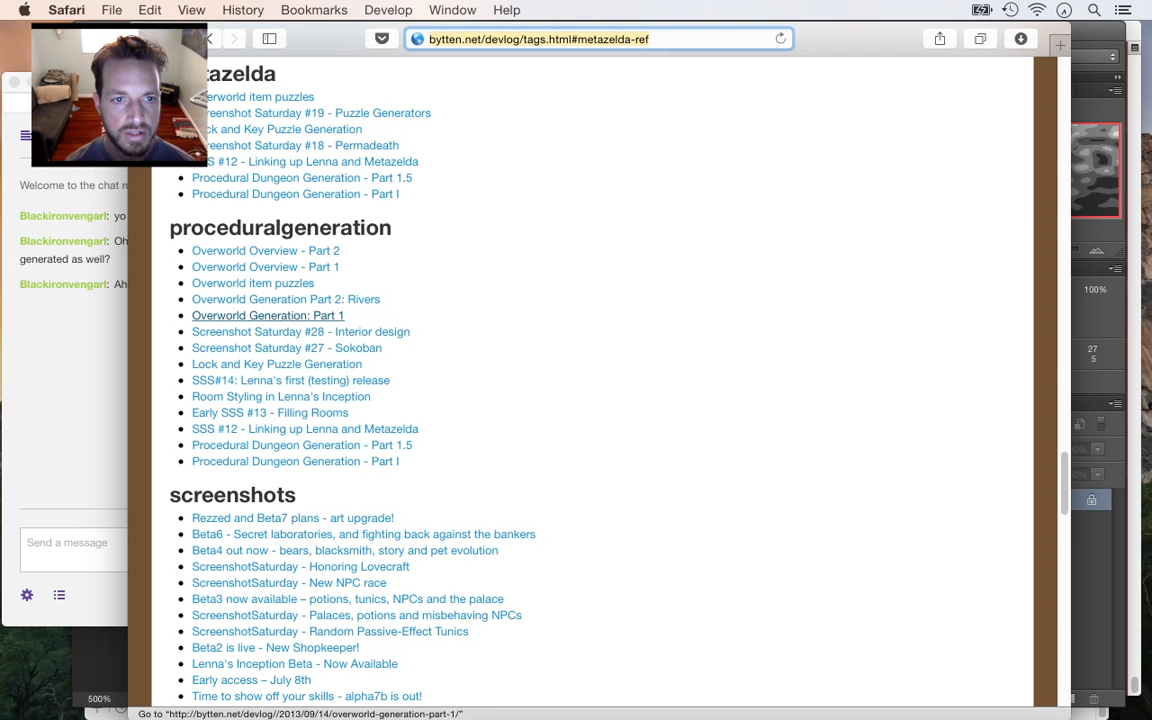 Safari File Edit View History Bookmarks Develop Window Help
bytten.net/devlog/tags.html#metazelda-ref
tazelda
erworld item puzzles
reenshot Saturday #19 - Puzzle Generators
ck and Key Puzzle Generation
reenshot Saturday #18 - Permadeath
S #12 - Linking up Lenna and Metazelda
Procedural Dungeon Generation - Part 1.5
Procedural Dungeon Generation - Part I
proceduralgeneration
Overworld Overview - Part 2
Overworld Overview - Part 1
Overworld item puzzles
Overworld Generation Part 2: Rivers
Overworld Generation: Part 1
Screenshot Saturday #28 - Interior design
Screenshot Saturday #27 - Sokoban
Lock and Key Puzzle Generation
SSS#14: Lenna's first (testing) release
Room Styling in Lenna's Inception
Early SSS #13 - Filling Rooms
SSS #12 - Linking up Lenna and Metazelda
Procedural Dungeon Generation - Part 1.5
Procedural Dungeon Generation - Part I
screenshots
Rezzed and Beta7 plans - art upgrade!
Beta6 - Secret laboratories, and fighting back against the bankers
Beta4 out now - bears, blacksmith, story and pet evolution
ScreenshotSaturday - Honoring Lovecraft
ScreenshotSaturday - New NPC race
Beta3 now available – potions, tunics, NPCs and the palace
ScreenshotSaturday - Palaces, potions and misbehaving NPCs
ScreenshotSaturday - Random Passive-Effect Tunics
Beta2 is live - New Shopkeeper!
Lenna's Inception Beta - Now Available
Early access – July 8th
Time to show off your skills - alpha7b is out!
Go to "http://bytten.net/devlog//2013/09/14/overworld-generation-part-1/"
Welcome to the chat ro
Blackironvengarl: yo
Blackironvengarl: Oh
generated as well?
Blackironvengarl: Ah
Send a message
500%
100%
27
5